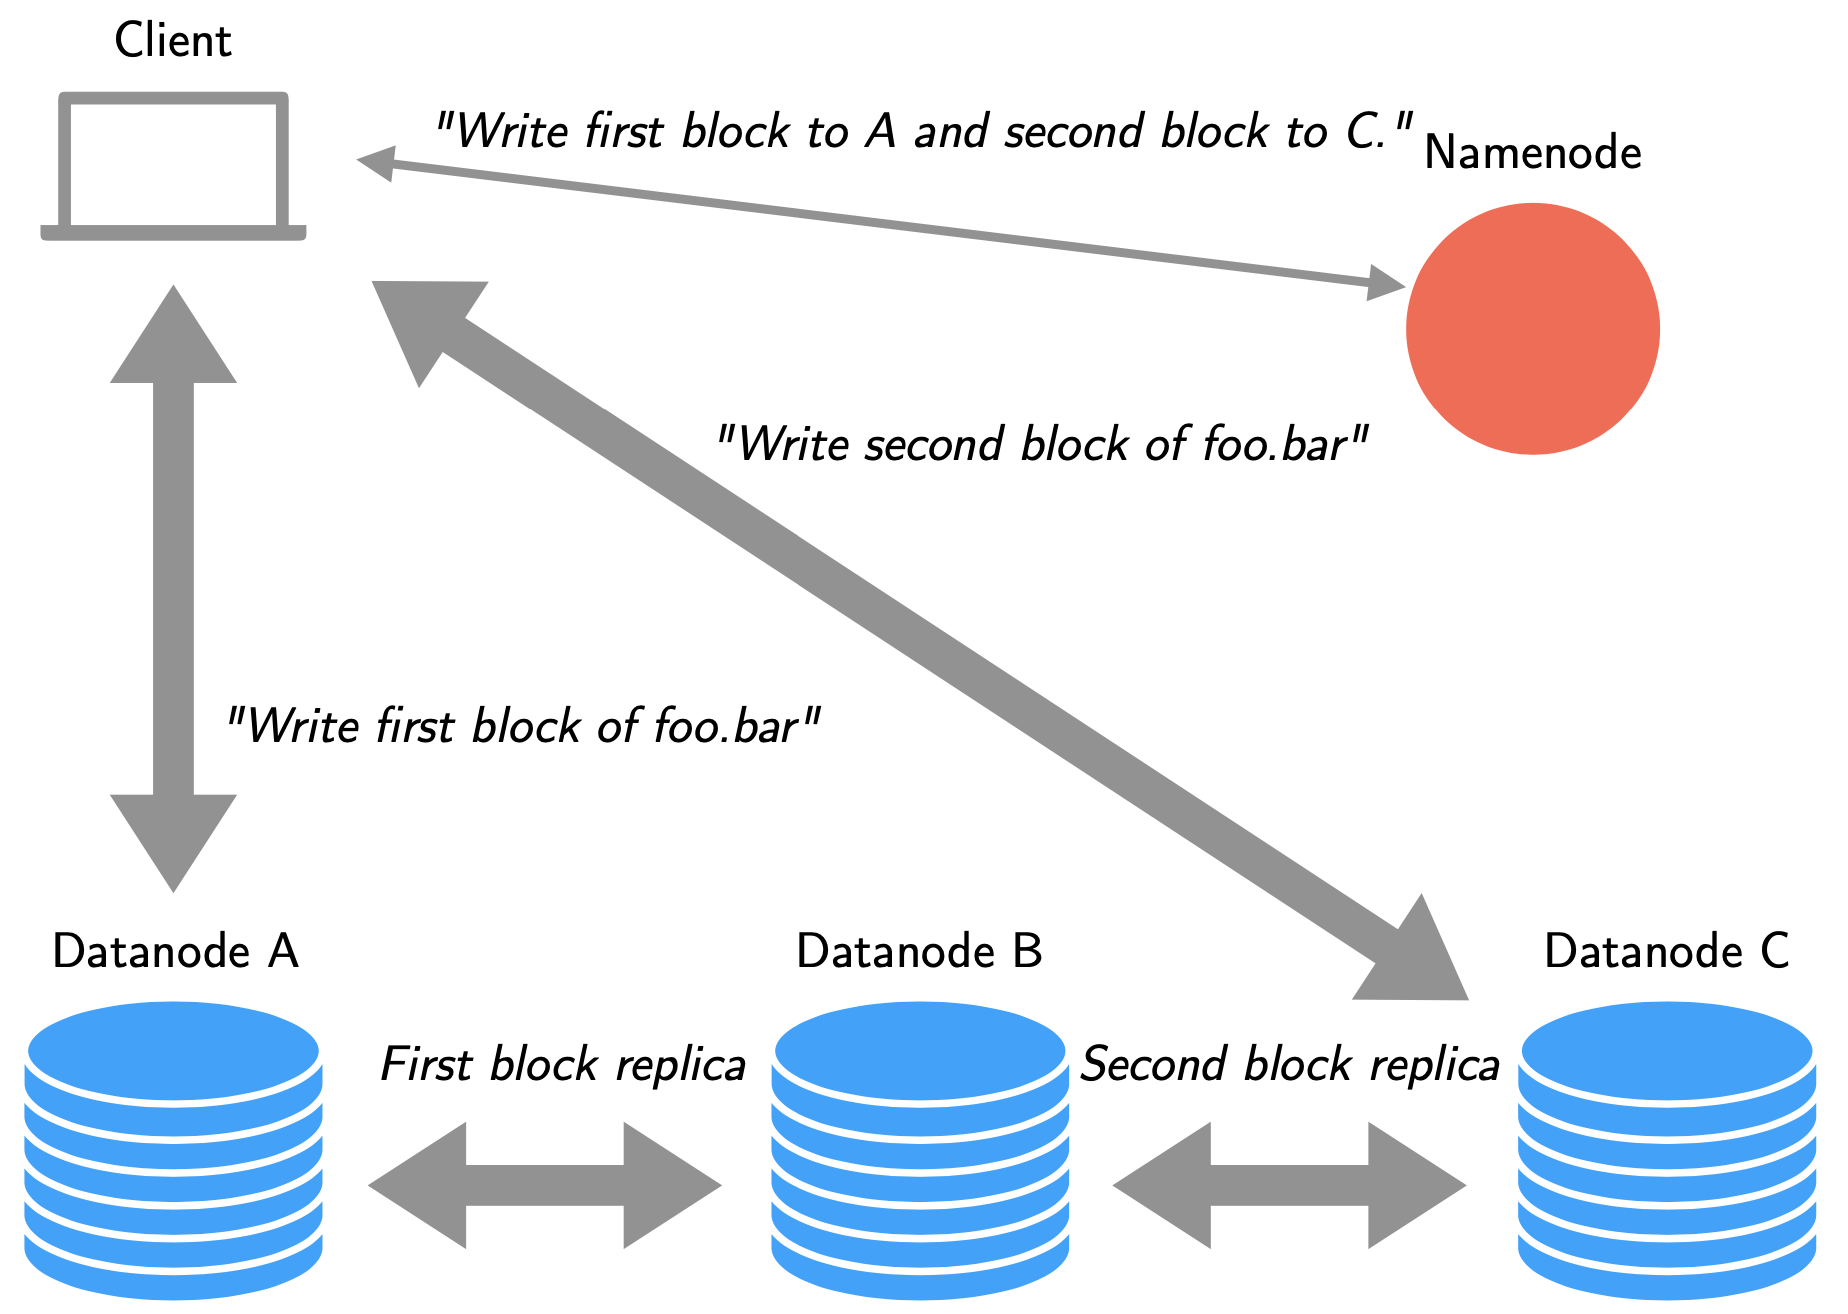 Client
"Write first block to A and second block to C."
Namenode
"Write second block of foo.bar"
"Write first block of foo.bar"
Datanode A
Datanode B
Datanode C
First block replica
Second block replica